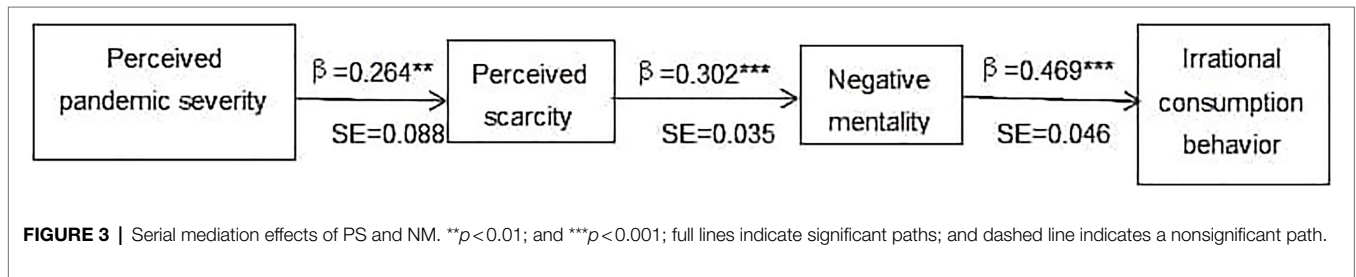 Perceived
pandemic severity
β=0.264**
SE=0.088
Perceived
scarcity
β=0.302***
SE=0.035
Negative
mentality
β=0.469***
SE=0.046
Irrational
consumption
behavior
FIGURE 3 | Serial mediation effects of PS and NM. **p<0.01; and ***p<0.001; full lines indicate significant paths; and dashed line indicates a nonsignificant path.